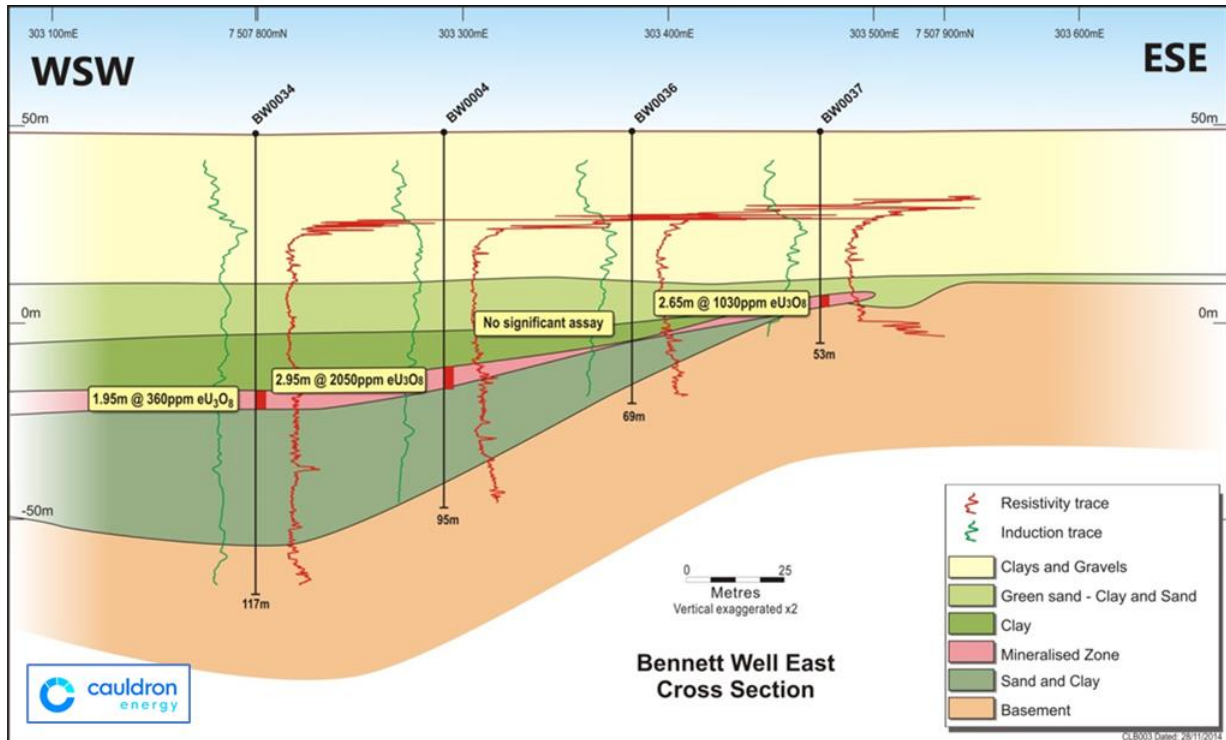 303 100mE 7 507 800mN 303 300mE 303 400mE 303 500mE 7 507 900mN 303 600mE
WSW
ESE
BW0034
BW0004
BW0036
BW0037
50m
50m
0m
0m
-50m
No significant assay
2.65m @ 1030ppm eU₃O₈
2.95m @ 2050ppm eU₃O₈
1.95m @ 360ppm eU₃O₈
53m
69m
95m
117m
0 25
Metres
Vertical exaggerated x2
Bennett Well East
Cross Section
Resistivity trace
Induction trace
Clays and Gravels
Green sand - Clay and Sand
Clay
Mineralised Zone
Sand and Clay
Basement
cauldron
energy
CLB003 Dated: 28/11/2014